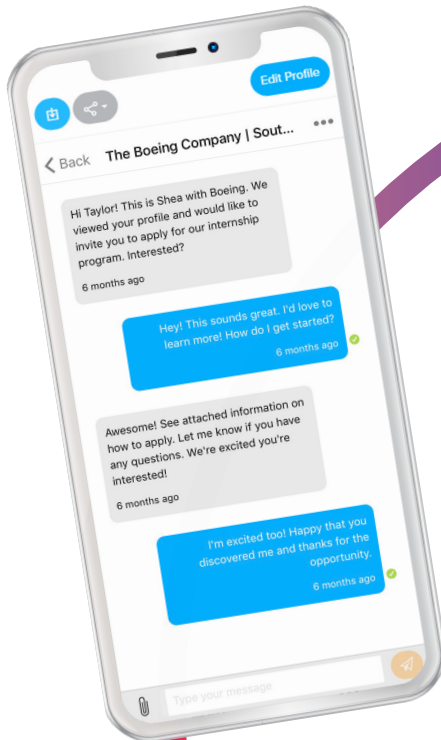 Edit Profile
Back
The Boeing Company | Sout...
Hi Taylor! This is Shea with Boeing. We
viewed your profile and would like to
invite you to apply for our internship
program. Interested?
6 months ago
Hey! This sounds great. I'd love to
learn more! How do I get started?
6 months ago
Awesome! See attached information on
how to apply. Let me know if you have
any questions. We're excited you're
interested!
6 months ago
I'm excited too! Happy that you
discovered me and thanks for the
opportunity.
6 months ago
Type your message